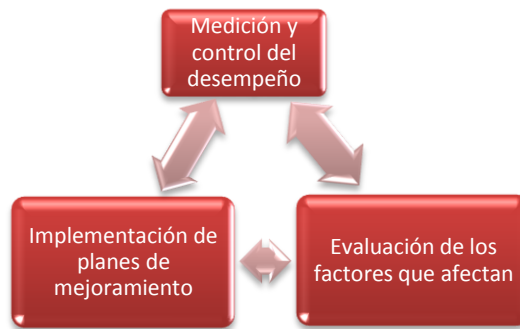 Medición y
control del
desempeño
Implementación de
planes de
mejoramiento
Evaluación de los
factores que afectan